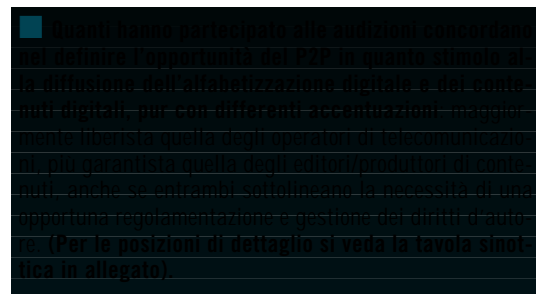 Quanti hanno partecipato alle audizioni concordano
nel definire l'opportunità del P2P in quanto stimolo al-
la diffusione dell'alfabetizzazione digitale e dei conte-
nuti digitali, pur con differenti accentuazioni: maggior-
mente liberista quella degli operatori di telecomunicazio-
ni, più garantista quella degli editori/produttori di conte-
nuti, anche se entrambi sottolineano la necessità di una
opportuna regolamentazione e gestione dei diritti d'auto-
re. (Per le posizioni di dettaglio si veda la tavola sinot-
tica in allegato).